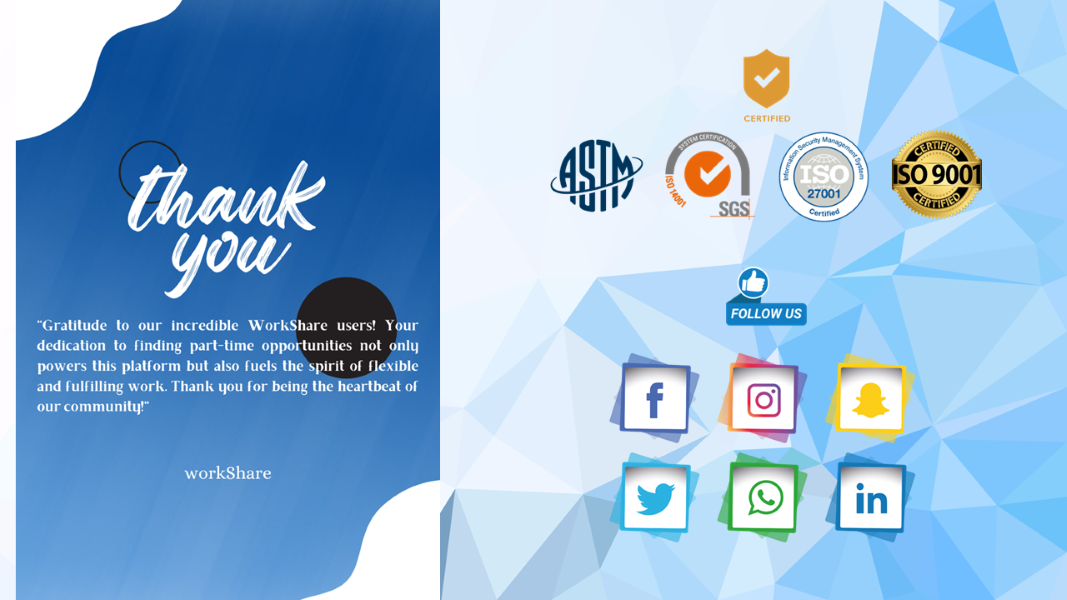 thank
you
"Gratitude to our incredible WorkShare users! Your
dedication to finding part-time opportunities not only
powers this platform but also fuels the spirit of flexible
and fulfilling work. Thank you for being the heartbeat of
our community!"
workShare
CERTIFIED
ASTM
SYSTEM CERTIFICATION
ISO 14001
SGS
Information Security Management System
ISO
27001
Certified
CERTIFIED
ISO 9001
CERTIFIED
FOLLOW US
f
in